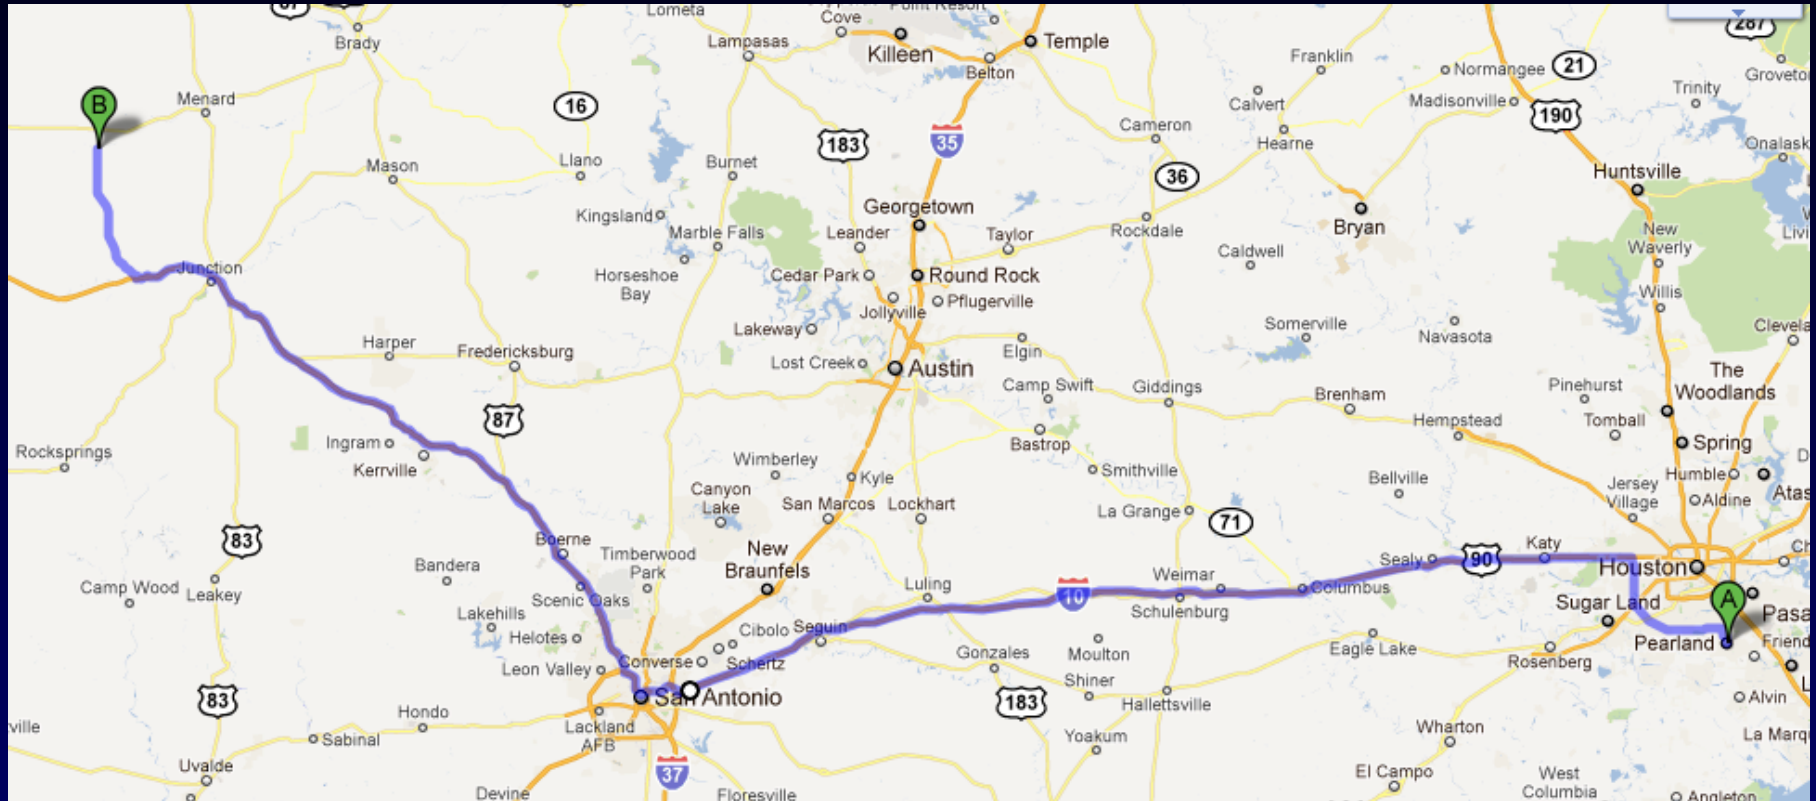 Lometa
Cove
Point Resort
287
Brady
Lampasas
Killeen
Temple
Belton
Franklin
Normangee
21
Trinity
B
Menard
16
Calvert
Madisonville
190
183
35
Cameron
Hearne
Mason
Llano
Burnet
36
Huntsville
Kingsland
Georgetown
Bryan
Marble Falls
Leander
Taylor
Rockdale
New
Waverly
Caldwell
Junction
Horseshoe
Bay
Cedar Park
Round Rock
Pflugerville
Willis
Jollyville
Lakeway
Somerville
Navasota
Harper
Fredericksburg
Elgin
Lost Creek
Austin
The
Woodlands
Camp Swift
Giddings
Brenham
Pinehurst
87
Hempstead
Tomball
Ingram
Bastrop
Spring
Rocksprings
Kerrville
Wimberley
Kyle
Smithville
Bellville
Humble
Canyon
Lake
San Marcos
Lockhart
Jersey
Village
Aldine
La Grange
71
83
Boerne
Timberwood
Park
New
Braunfels
Sealy
90
Katy
Bandera
Houston
Camp Wood
Leakey
Scenic Oaks
Luling
10
Weimar
Columbus
Schulenburg
Sugar Land
A
Lakehills
Helotes
Cibolo
Seguin
Pearland
Leon Valley
Converse
Schertz
Gonzales
Moulton
Eagle Lake
Rosenberg
Shiner
83
San Antonio
183
Hallettsville
Alvin
Hondo
Lackland
AFB
Sabinal
Yoakum
Wharton
Uvalde
37
El Campo
West
Columbia
Devine
Floresville
Angleton